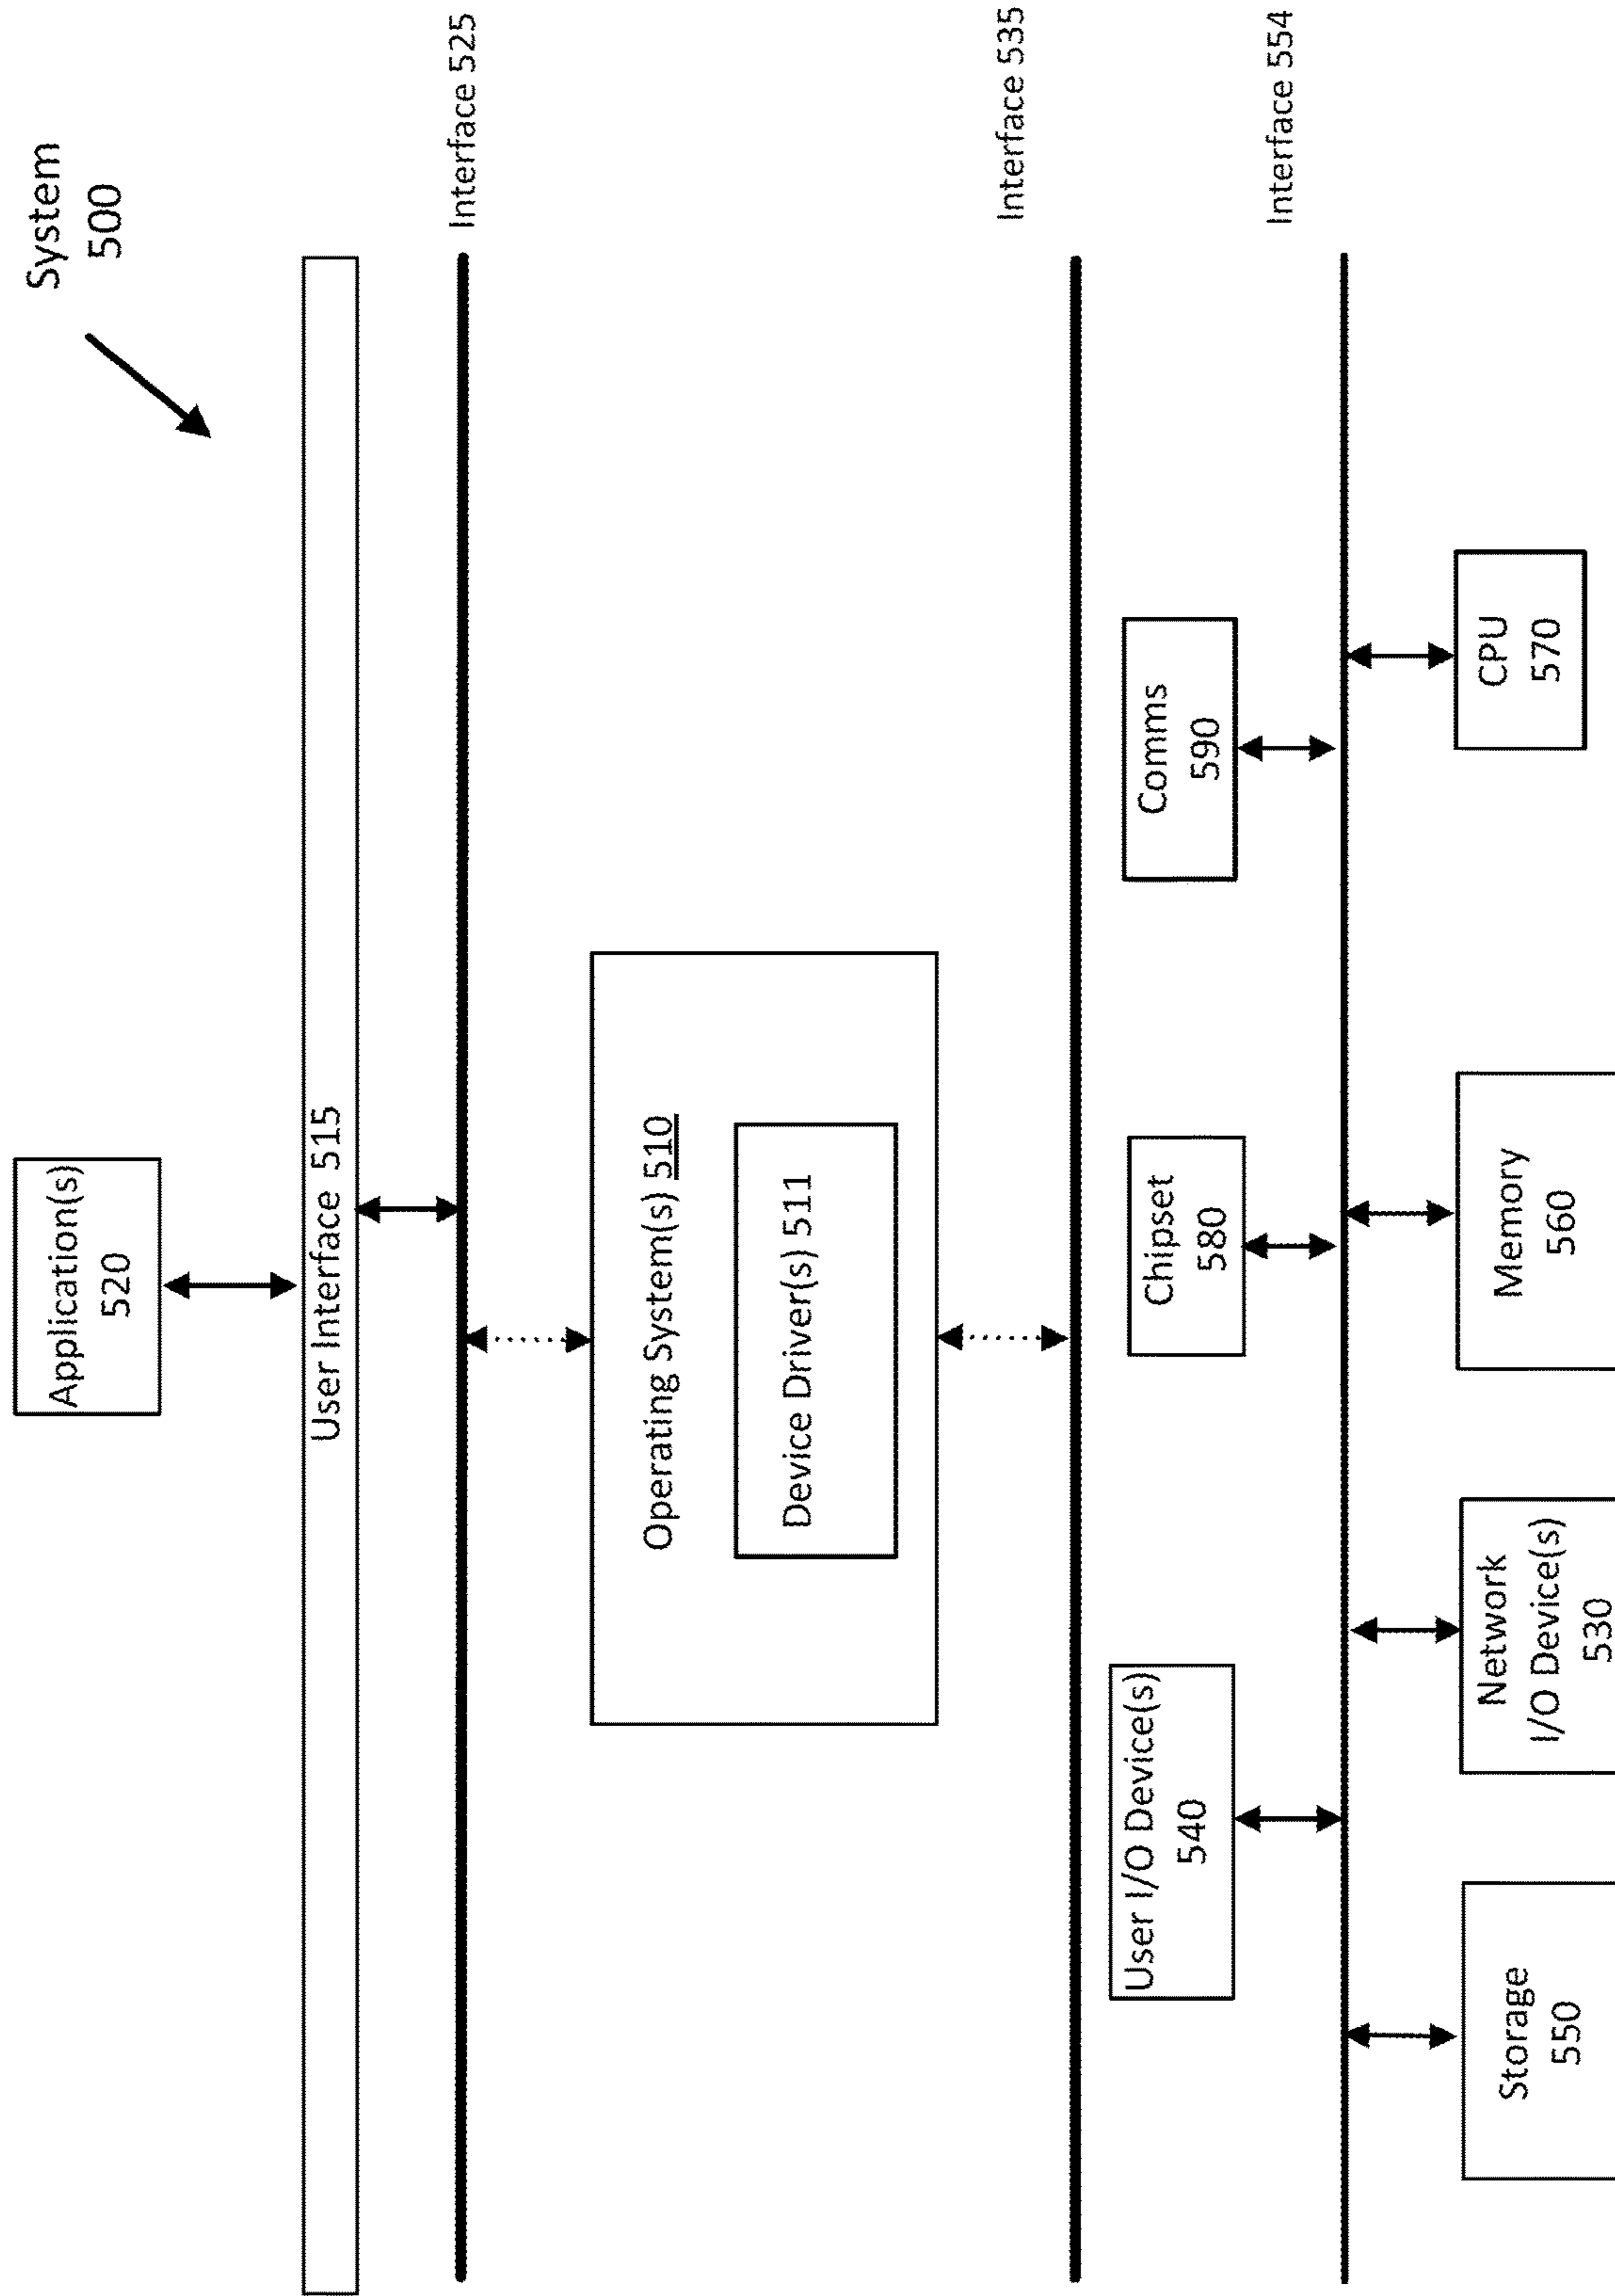 System
500
Application(s)
520
User Interface 515
Interface 525
Operating System(s) 510
Device Driver(s) 511
Interface 535
User I/O Device(s)
540
Chipset
580
Comms
590
Interface 554
Storage
550
Network
I/O Device(s)
530
Memory
560
CPU
570